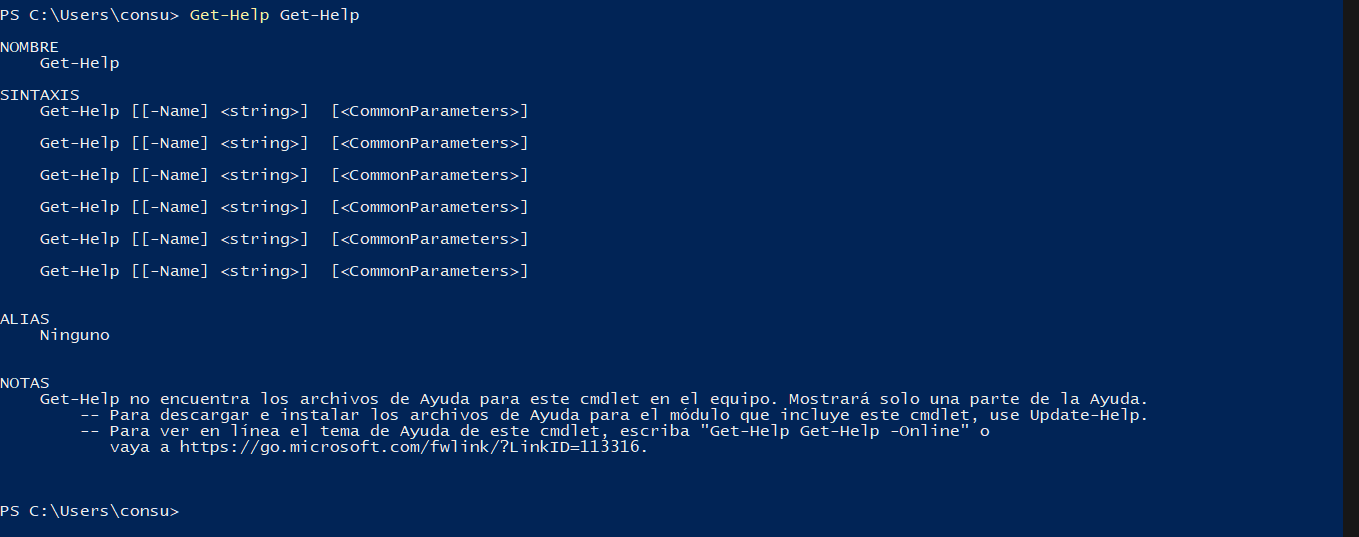 PS C:\Users\consu> Get-Help Get-Help
NOMBRE
Get-Help
SINTAXIS
Get-Help [[-Name] <string>]  [<CommonParameters>]
Get-Help [[-Name] <string>]  [<CommonParameters>]
Get-Help [[-Name] <string>]  [<CommonParameters>]
Get-Help [[-Name] <string>]  [<CommonParameters>]
Get-Help [[-Name] <string>]  [<CommonParameters>]
Get-Help [[-Name] <string>]  [<CommonParameters>]
ALIAS
Ninguno
NOTAS
Get-Help no encuentra los archivos de Ayuda para este cmdlet en el equipo. Mostrará solo una parte de la Ayuda.
-- Para descargar e instalar los archivos de Ayuda para el módulo que incluye este cmdlet, use Update-Help.
-- Para ver en línea el tema de Ayuda de este cmdlet, escriba "Get-Help Get-Help -Online" o
vaya a https://go.microsoft.com/fwlink/?LinkID=113316.
PS C:\Users\consu>